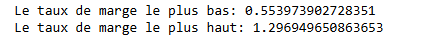 Le taux de marge le plus bas: 0.553973902728351
Le taux de marge le plus haut: 1.296949650863653